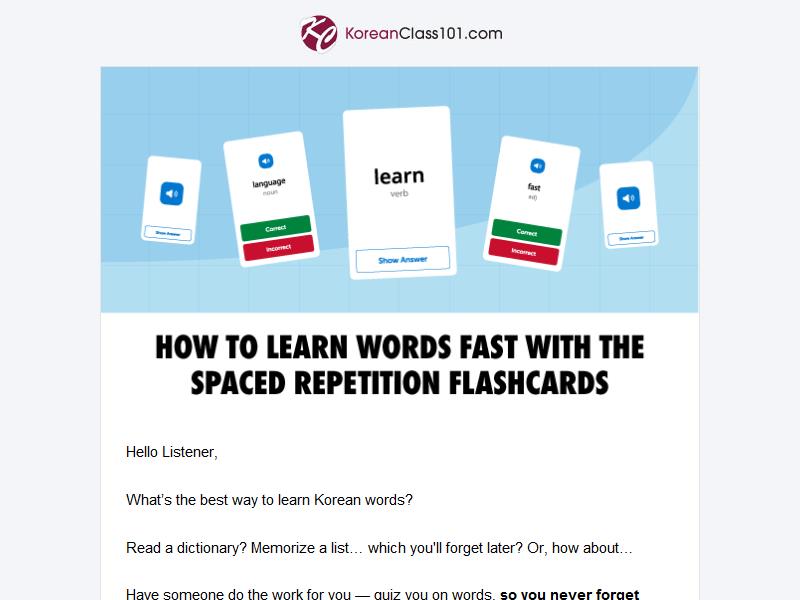 KoreanClass101.com
learn
verb
Show Answer
language
noun
Correct
Incorrect
fast
adj
Correct
Incorrect
Show Answer
Show Answer
HOW TO LEARN WORDS FAST WITH THE
SPACED REPETITION FLASHCARDS
Hello Listener,
What's the best way to learn Korean words?
Read a dictionary? Memorize a list… which you'll forget later? Or, how about…
Have someone do the work for you — quiz you on words, so you never forget